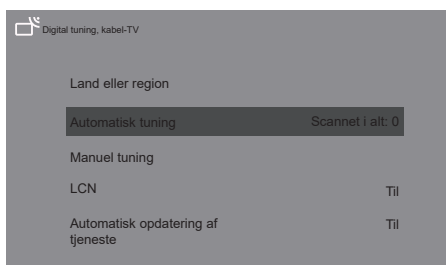 Digital tuning, kabel-TV
Land eller region
Automatisk tuning Scannet i alt: 0
Manuel tuning
LCN Til
Automatisk opdatering af Til
tjeneste